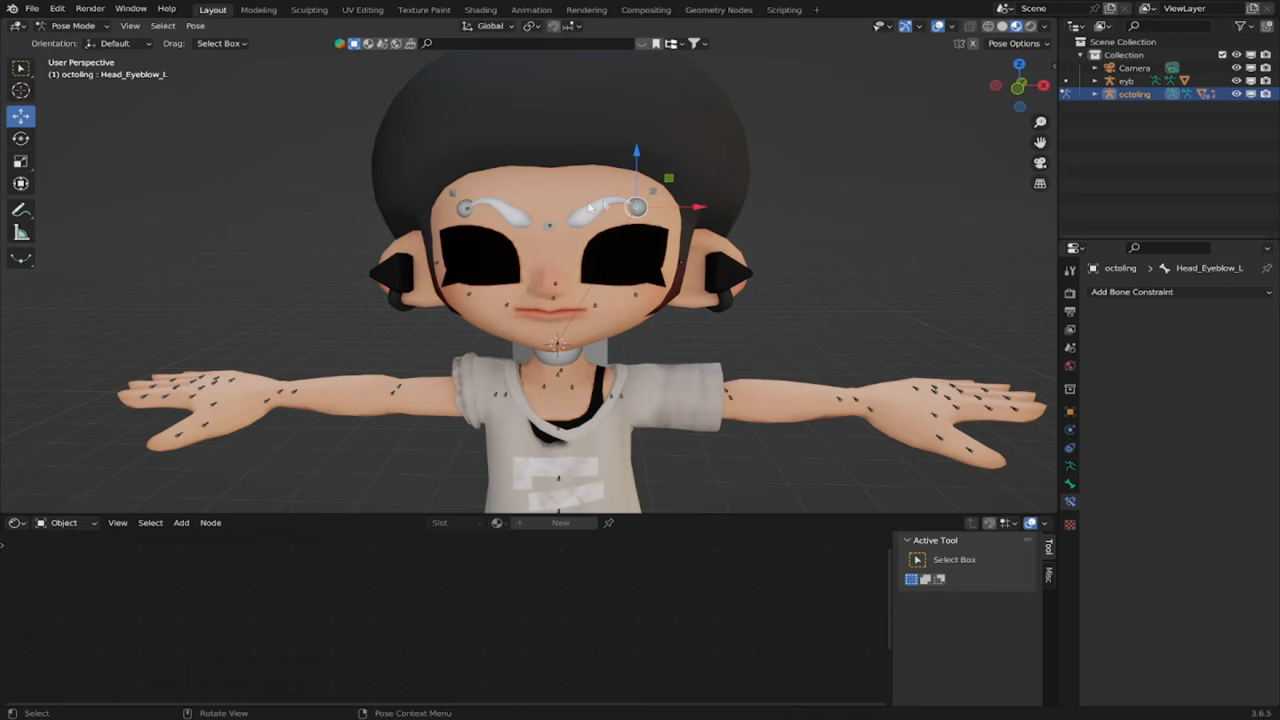 File Edit Render Window Help Layout Modeling Sculpting UV Editing Texture Paint Shading Animation Rendering Compositing Geometry Nodes Scripting + Scene ViewLayer
Pose Mode View Select Pose Global
Orientation: Default Drag: Select Box Pose Options
User Perspective
(1) octoling : Head_Eyeblow_L
Z
X
Y
Scene Collection
Collection
Camera
eyb
octoling
octoling Head_Eyeblow_L
Add Bone Constraint
Object View Select Add Node Slot New
Active Tool
Select Box
Tool
Misc
Select Rotate View Pose Context Menu 3.6.5